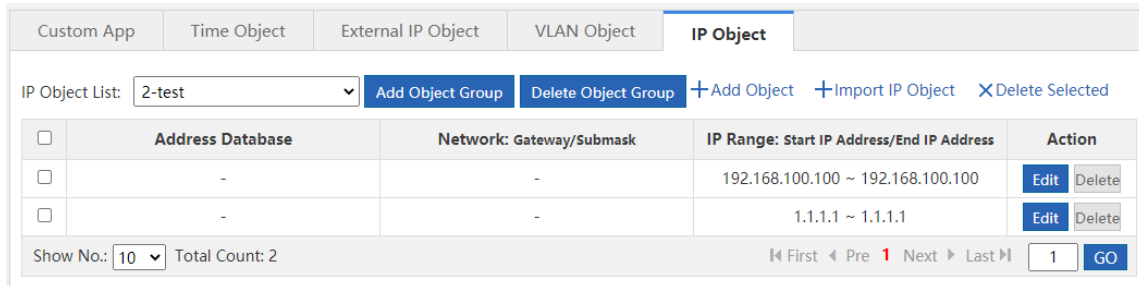 Custom App Time Object External IP Object VLAN Object IP Object
IP Object List: 2-test Add Object Group Delete Object Group +Add Object +Import IP Object ×Delete Selected
Address Database Network: Gateway/Submask IP Range: Start IP Address/End IP Address Action
- - 192.168.100.100 ~ 192.168.100.100 Edit Delete
- - 1.1.1.1 ~ 1.1.1.1 Edit Delete
Show No.: 10 Total Count: 2 First Pre 1 Next Last 1 GO